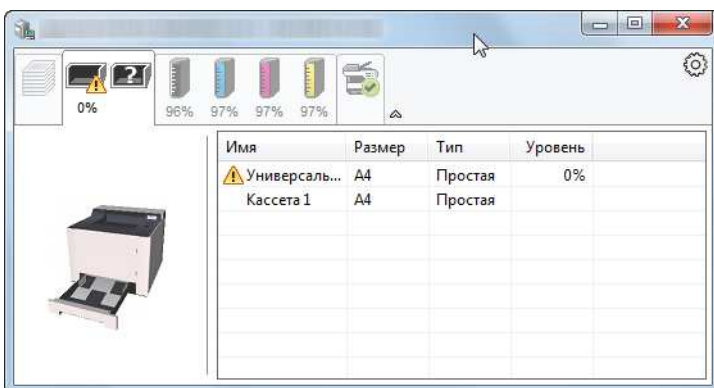 ?
0%
96% 97% 97% 97%
Имя Размер Тип Уровень
Универсаль... A4 Простая 0%
Кассета 1 A4 Простая